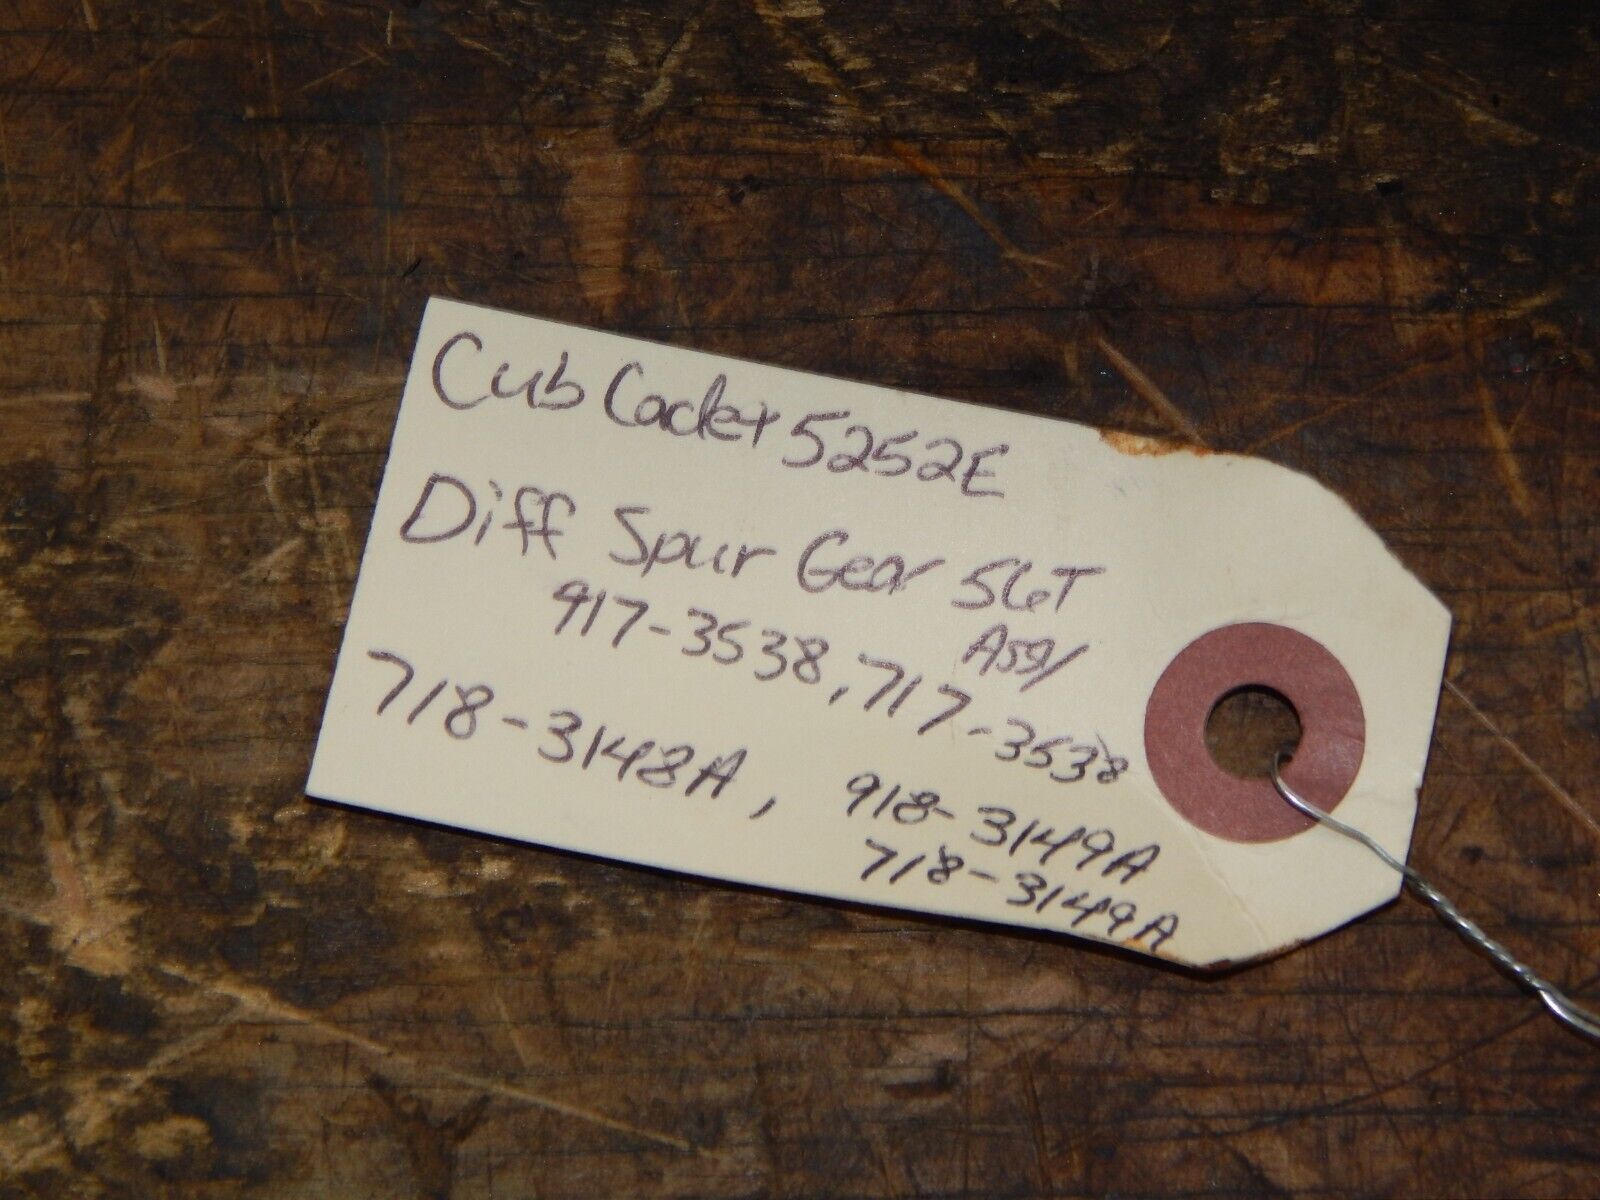 Cub Cadet 5252E
Diff Spur Gear 56T
Assy
917-3538, 717-3538
718-3148A, 918-3149A
718-3149A